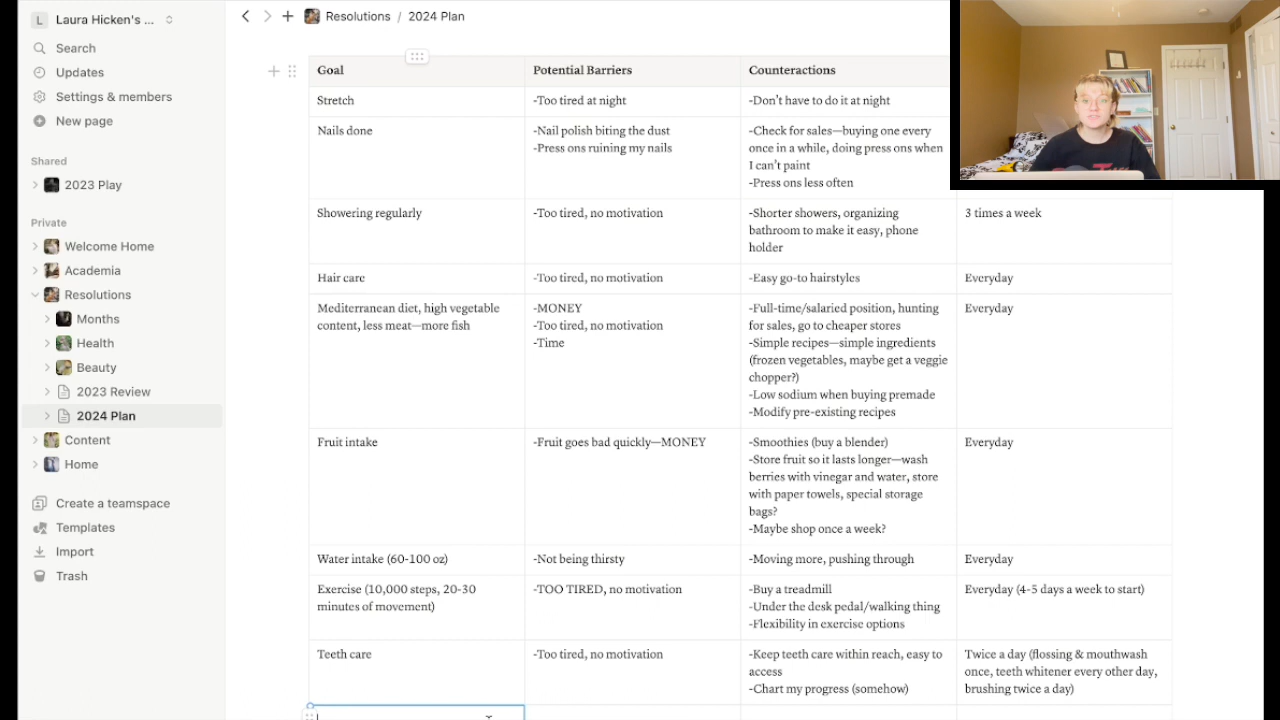 L Laura Hicken's ...
Search
Updates
Settings & members
New page
Shared
2023 Play
Private
Welcome Home
Academia
Resolutions
Months
Health
Beauty
2023 Review
2024 Plan
Content
Home
Create a teamspace
Templates
Import
Trash
Resolutions / 2024 Plan
Goal
Potential Barriers
Counteractions
Stretch
-Too tired at night
-Don't have to do it at night
Nails done
-Nail polish biting the dust
-Press ons ruining my nails
-Check for sales—buying one every
once in a while, doing press ons when
I can't paint
-Press ons less often
Showering regularly
-Too tired, no motivation
-Shorter showers, organizing
bathroom to make it easy, phone
holder
3 times a week
Hair care
-Too tired, no motivation
-Easy go-to hairstyles
Everyday
Mediterranean diet, high vegetable
content, less meat—more fish
-MONEY
-Too tired, no motivation
-Time
-Full-time/salaried position, hunting
for sales, go to cheaper stores
-Simple recipes—simple ingredients
(frozen vegetables, maybe get a veggie
chopper?)
-Low sodium when buying premade
-Modify pre-existing recipes
Everyday
Fruit intake
-Fruit goes bad quickly—MONEY
-Smoothies (buy a blender)
-Store fruit so it lasts longer—wash
berries with vinegar and water, store
with paper towels, special storage
bags?
-Maybe shop once a week?
Everyday
Water intake (60-100 oz)
-Not being thirsty
-Moving more, pushing through
Everyday
Exercise (10,000 steps, 20-30
minutes of movement)
-TOO TIRED, no motivation
-Buy a treadmill
-Under the desk pedal/walking thing
-Flexibility in exercise options
Everyday (4-5 days a week to start)
Teeth care
-Too tired, no motivation
-Keep teeth care within reach, easy to
access
-Chart my progress (somehow)
Twice a day (flossing & mouthwash
once, teeth whitener every other day,
brushing twice a day)